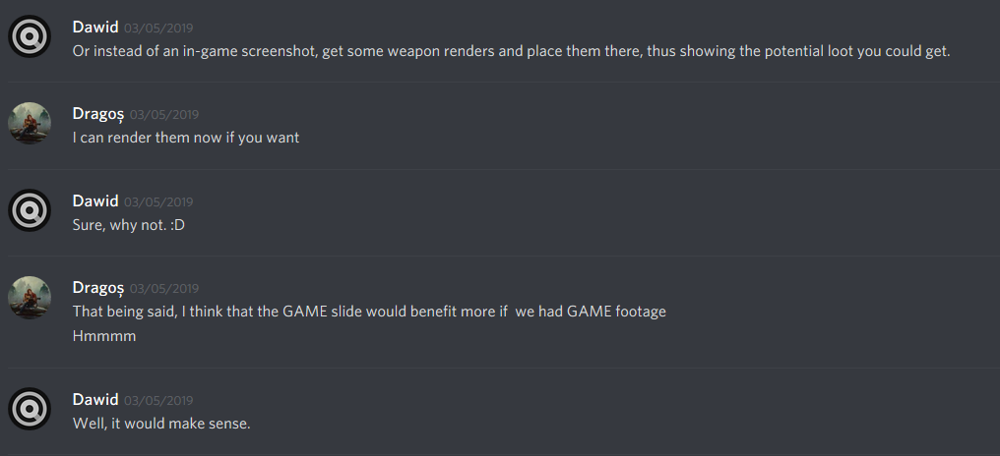 Dawid 03/05/2019
Or instead of an in-game screenshot, get some weapon renders and place them there, thus showing the potential loot you could get.
Dragoș 03/05/2019
I can render them now if you want
Dawid 03/05/2019
Sure, why not. :D
Dragoș 03/05/2019
That being said, I think that the GAME slide would benefit more if  we had GAME footage
Hmmmm
Dawid 03/05/2019
Well, it would make sense.